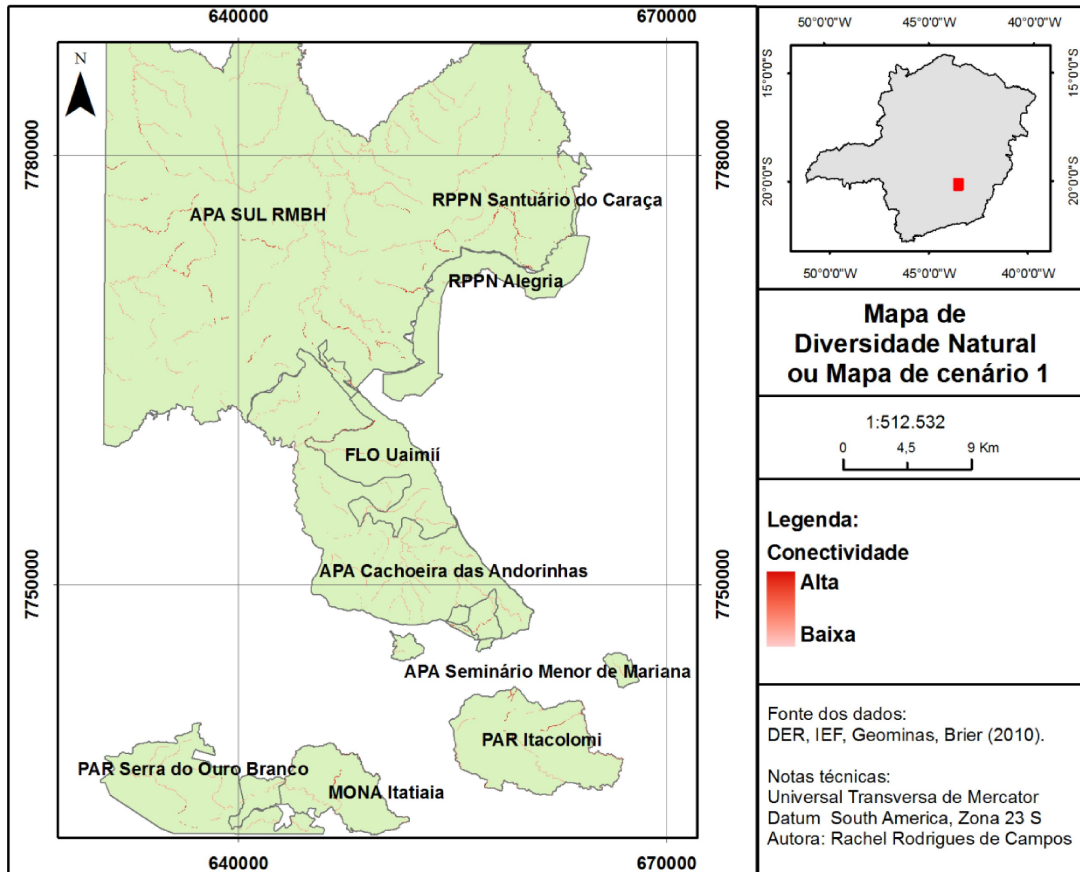 640000 670000
N
7780000 7780000
APA SUL RMBH
RPPN Santuário do Caraça
RPPN Alegria
FLO Uaimií
APA Cachoeira das Andorinhas
7750000 7750000
APA Seminário Menor de Mariana
PAR Itacolomi
PAR Serra do Ouro Branco
MONA Itatiaia
640000 670000
50°0'0"W 45°0'0"W 40°0'0"W
15°0'0"S 15°0'0"S
20°0'0"S 20°0'0"S
50°0'0"W 45°0'0"W 40°0'0"W
Mapa de
Diversidade Natural
ou Mapa de cenário 1
1:512.532
0 4,5 9 Km
Legenda:
Conectividade
Alta
Baixa
Fonte dos dados:
DER, IEF, Geominas, Brier (2010).
Notas técnicas:
Universal Transversa de Mercator
Datum South America, Zona 23 S
Autora: Rachel Rodrigues de Campos